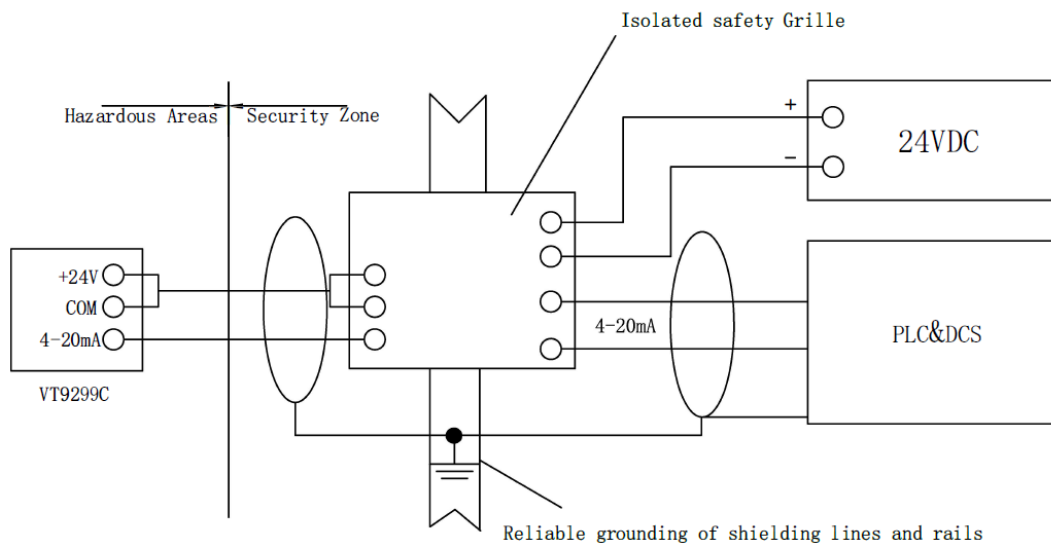 Isolated safety Grille
Hazardous Areas
Security Zone
+
24VDC
−
+24V
COM
4-20mA
4-20mA
PLC&DCS
VT9299C
Reliable grounding of shielding lines and rails